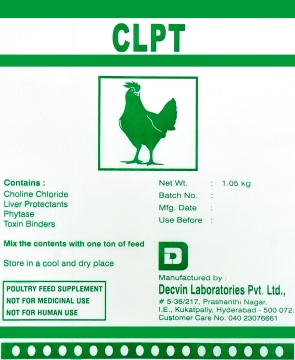 CLPT
Contains :
Choline Chloride
Liver Protectants
Phytase
Toxin Binders
Mix the contents with one ton of feed
Store in a cool and dry place
POULTRY FEED SUPPLEMENT
NOT FOR MEDICINAL USE
NOT FOR HUMAN USE
Net Wt. : 1.05 kg
Batch No. :
Mfg. Date :
Use Before :
D
Manufactured by :
Decvin Laboratories Pvt. Ltd.,
# 5-36/217, Prashanthi Nagar,
I.E., Kukatpally, Hyderabad - 500 072.
Customer Care No. 040 23076661